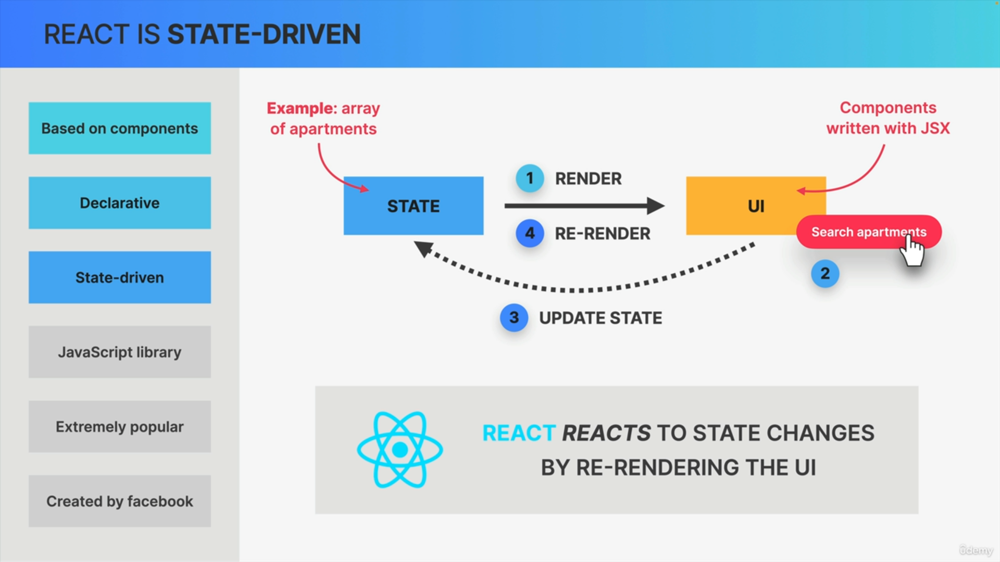 REACT IS STATE-DRIVEN
Based on components
Declarative
State-driven
JavaScript library
Extremely popular
Created by facebook
Example: array
of apartments
Components
written with JSX
STATE
1 RENDER
4 RE-RENDER
UI
Search apartments
2
3 UPDATE STATE
REACT REACTS TO STATE CHANGES
BY RE-RENDERING THE UI
ûdemy